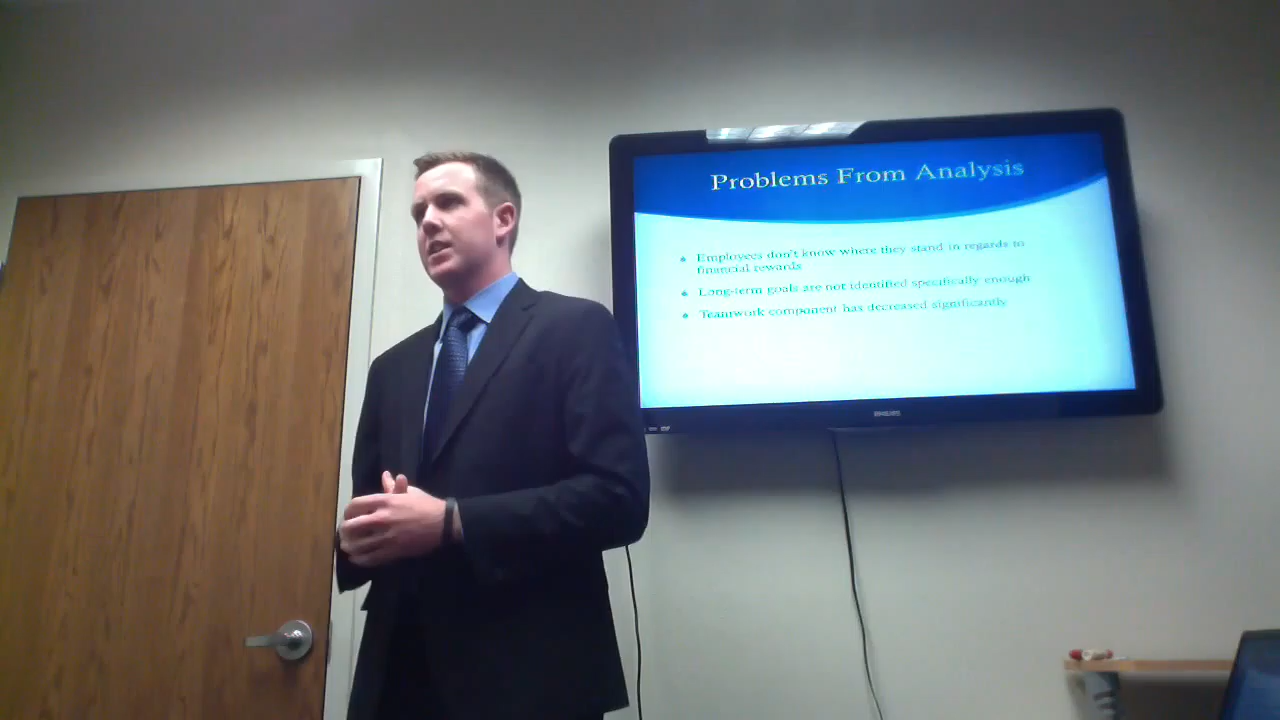 Problems From Analysis
Employees don't know where they stand in regards to
financial rewards
Long-term goals are not identified specifically enough
Teamwork component has decreased significantly
PHILIPS